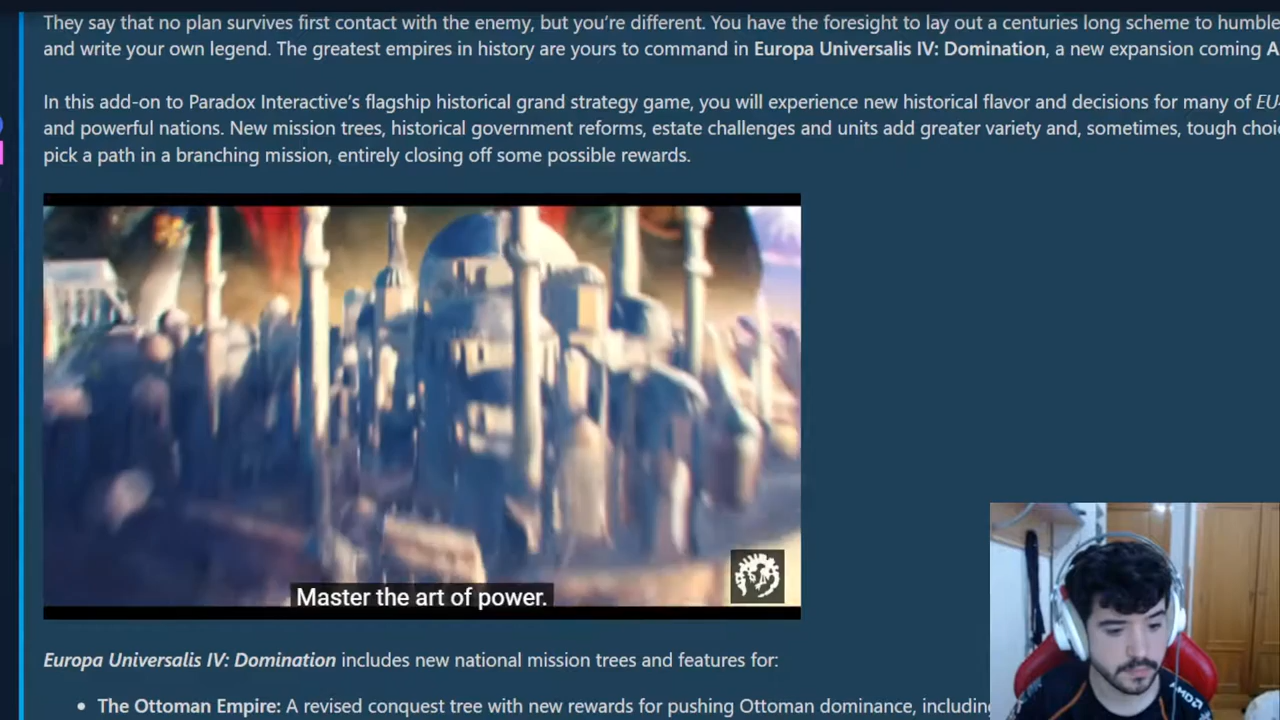 They say that no plan survives first contact with the enemy, but you're different. You have the foresight to lay out a centuries long scheme to humble
and write your own legend. The greatest empires in history are yours to command in Europa Universalis IV: Domination, a new expansion coming
In this add-on to Paradox Interactive's flagship historical grand strategy game, you will experience new historical flavor and decisions for many of
and powerful nations. New mission trees, historical government reforms, estate challenges and units add greater variety and, sometimes, tough
pick a path in a branching mission, entirely closing off some possible rewards.
Master the art of power.
Europa Universalis IV: Domination includes new national mission trees and features for:
• The Ottoman Empire: A revised conquest tree with new rewards for pushing Ottoman dominance, including
AMD